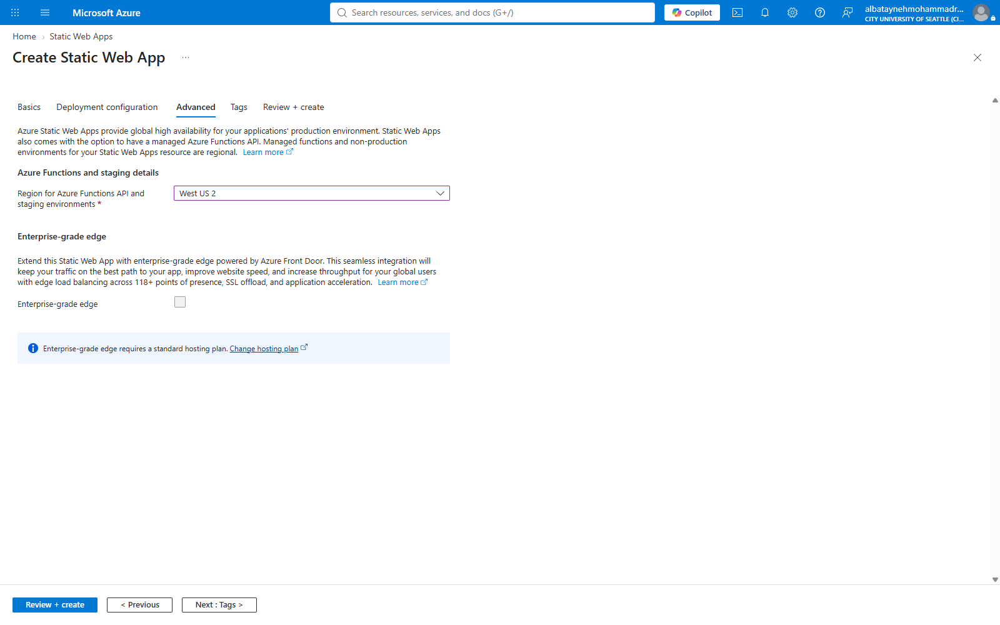 Microsoft Azure
Search resources, services, and docs (G+/)
Copilot
albataynehmohammadr...
CITY UNIVERSITY OF SEATTLE (CI...
Home > Static Web Apps
Create Static Web App ...
Basics Deployment configuration Advanced Tags Review + create
Azure Static Web Apps provide global high availability for your applications' production environment. Static Web Apps
also comes with the option to have a managed Azure Functions API. Managed functions and non-production
environments for your Static Web Apps resource are regional. Learn more
Azure Functions and staging details
Region for Azure Functions API and
staging environments *
West US 2
Enterprise-grade edge
Extend this Static Web App with enterprise-grade edge powered by Azure Front Door. This seamless integration will
keep your traffic on the best path to your app, improve website speed, and increase throughput for your global users
with edge load balancing across 118+ points of presence, SSL offload, and application acceleration. Learn more
Enterprise-grade edge
Enterprise-grade edge requires a standard hosting plan. Change hosting plan
Review + create
< Previous
Next : Tags >